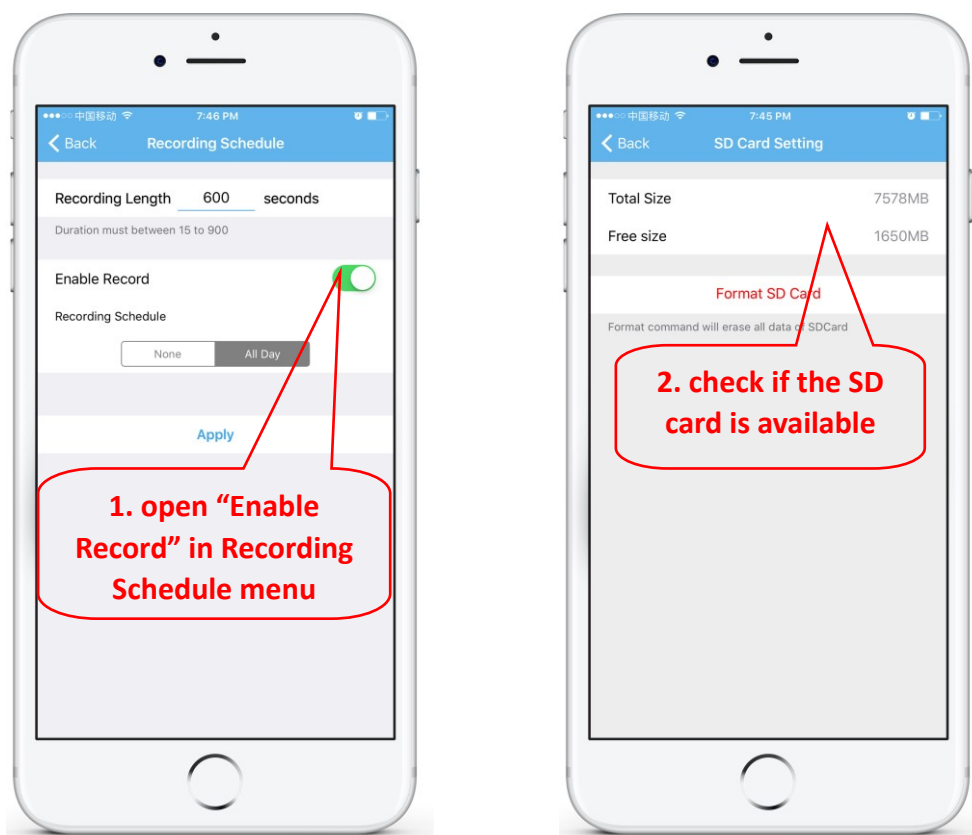 中国移动 7:46 PM
Back Recording Schedule
Recording Length 600 seconds
Duration must between 15 to 900
Enable Record
Recording Schedule
None All Day
Apply
1. open “Enable
Record” in Recording
Schedule menu
中国移动 7:45 PM
Back SD Card Setting
Total Size 7578MB
Free size 1650MB
Format SD Card
Format command will erase all data of SDCard
2. check if the SD
card is available